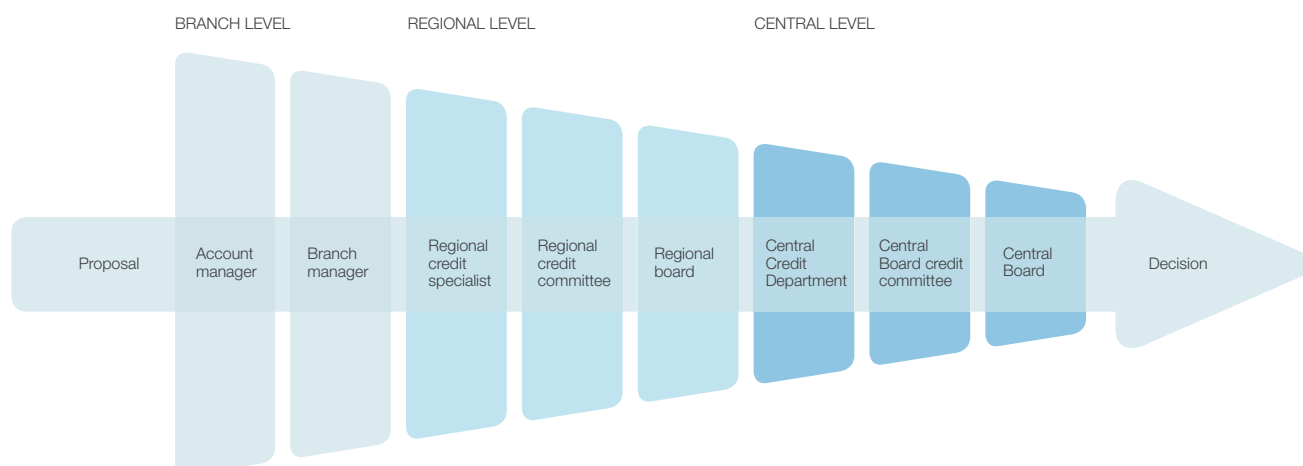 BRANCH LEVEL
REGIONAL LEVEL
CENTRAL LEVEL
Proposal
Account
manager
Branch
manager
Regional
credit
specialist
Regional
credit
committee
Regional
board
Central
Credit
Department
Central
Board credit
committee
Central
Board
Decision